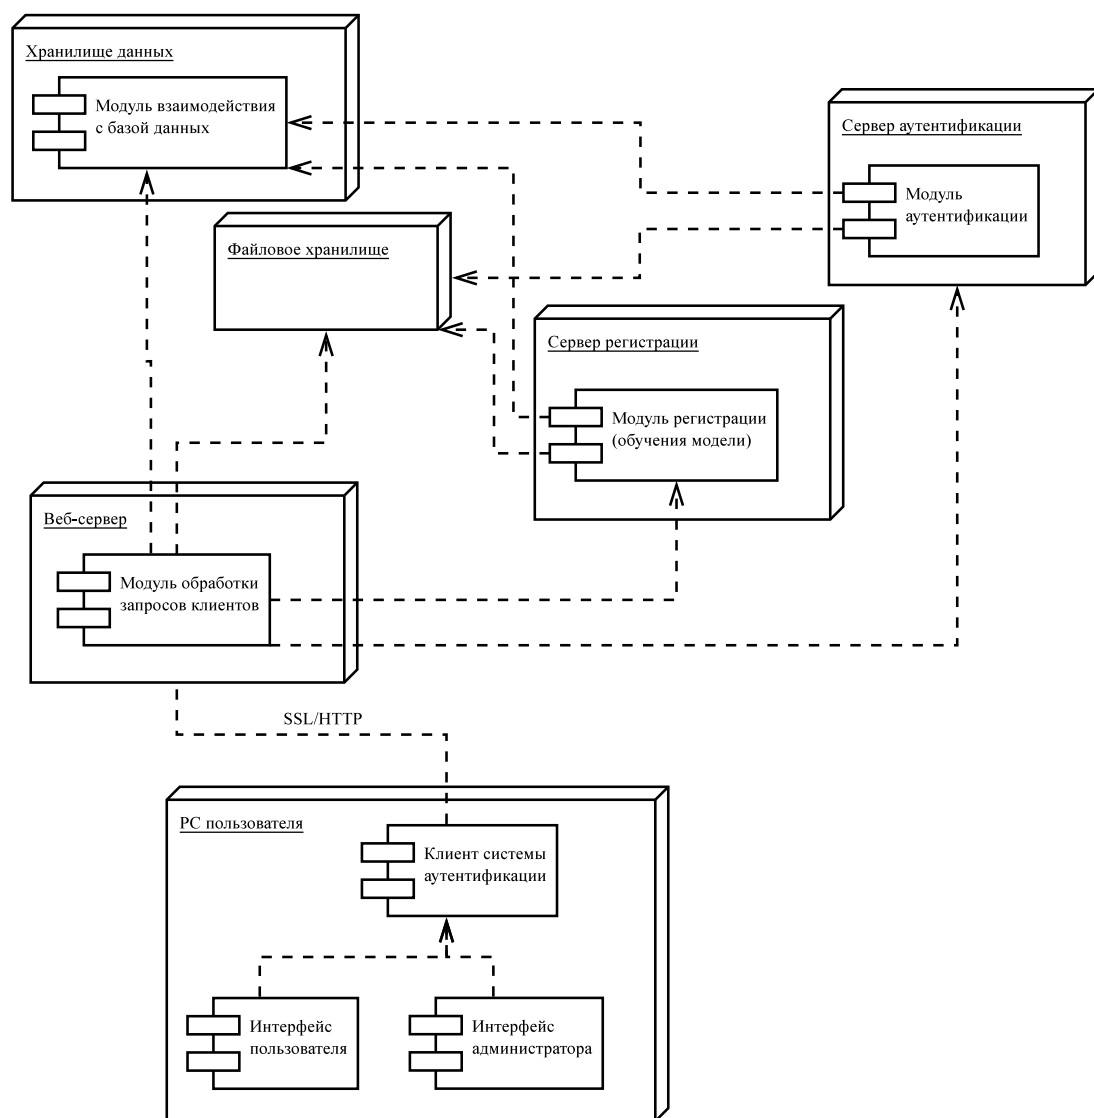 Хранилище данных
Модуль взаимодействия
с базой данных
Сервер аутентификации
Модуль
аутентификации
Файловое хранилище
Сервер регистрации
Модуль регистрации
(обучения модели)
Веб-сервер
Модуль обработки
запросов клиентов
SSL/HTTP
PC пользователя
Клиент системы
аутентификации
Интерфейс
пользователя
Интерфейс
администратора